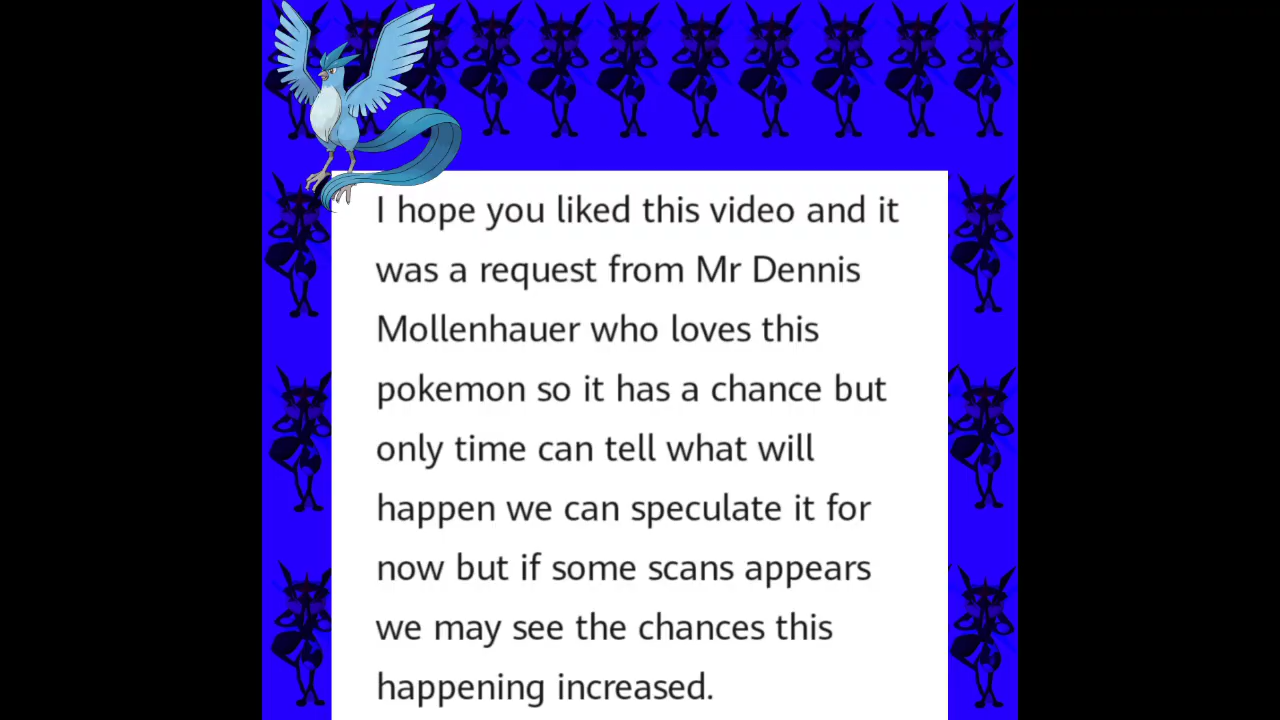 I hope you liked this video and it
was a request from Mr Dennis
Mollenhauer who loves this
pokemon so it has a chance but
only time can tell what will
happen we can speculate it for
now but if some scans appears
we may see the chances this
happening increased.